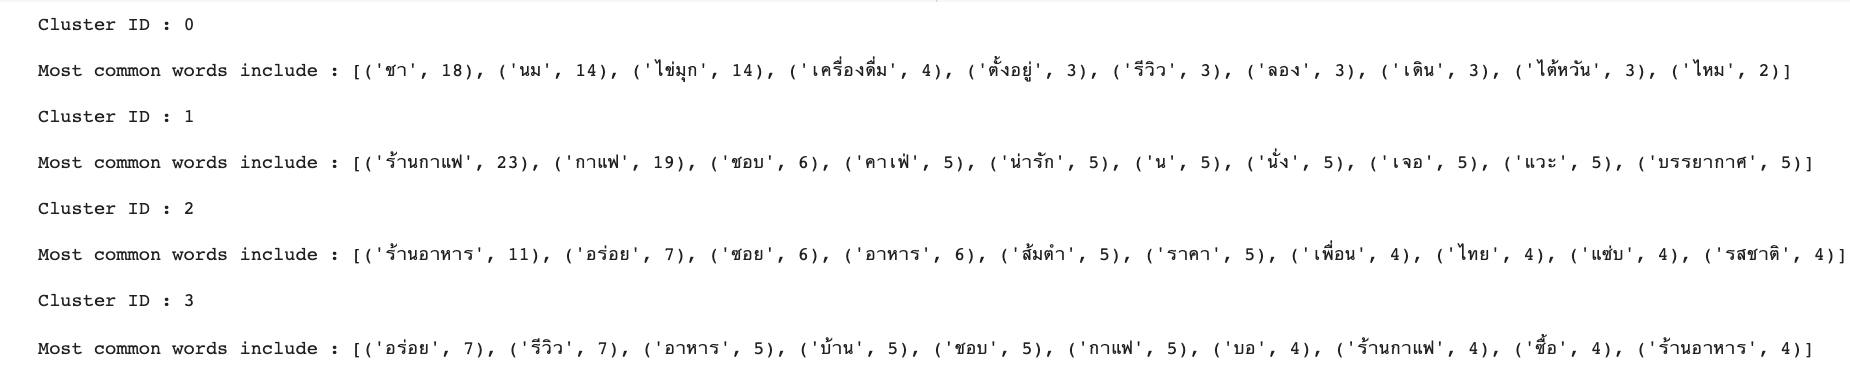 Cluster ID : 0
Most common words include : [('ชา', 18), ('นม', 14), ('ไข่มุก', 14), ('เครื่องดื่ม', 4), ('ตั้งอยู่', 3), ('รีวิว', 3), ('ลอง', 3), ('เดิน', 3), ('ไต้หวัน', 3), ('ไหม', 2)]
Cluster ID : 1
Most common words include : [('ร้านกาแฟ', 23), ('กาแฟ', 19), ('ชอบ', 6), ('คาเฟ่', 5), ('น่ารัก', 5), ('น', 5), ('นั่ง', 5), ('เจอ', 5), ('แวะ', 5), ('บรรยากาศ', 5)]
Cluster ID : 2
Most common words include : [('ร้านอาหาร', 11), ('อร่อย', 7), ('ซอย', 6), ('อาหาร', 6), ('ส้มตำ', 5), ('ราคา', 5), ('เพื่อน', 4), ('ไทย', 4), ('แซ่บ', 4), ('รสชาติ', 4)]
Cluster ID : 3
Most common words include : [('อร่อย', 7), ('รีวิว', 7), ('อาหาร', 5), ('บ้าน', 5), ('ชอบ', 5), ('กาแฟ', 5), ('บอ', 4), ('ร้านกาแฟ', 4), ('ซื้อ', 4), ('ร้านอาหาร', 4)]